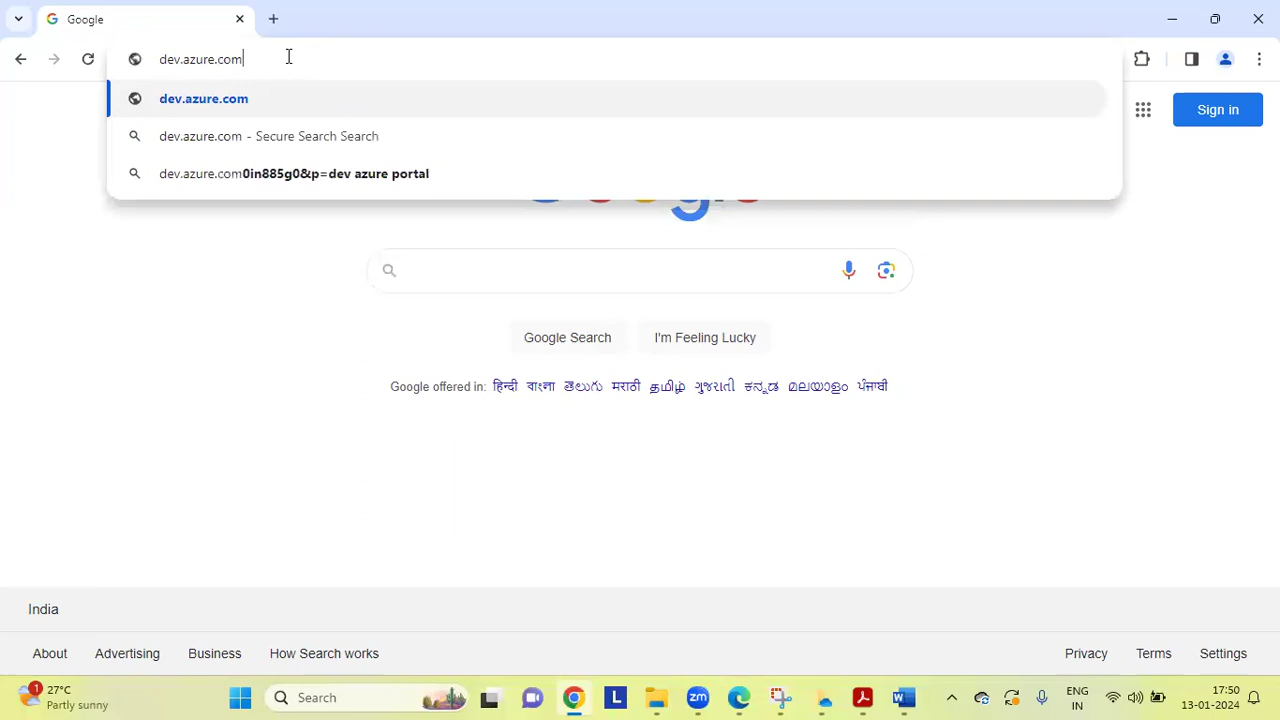 Google
dev.azure.com
dev.azure.com
dev.azure.com - Secure Search Search
dev.azure.com0in885g0&p=dev azure portal
Sign in
Google Search
I'm Feeling Lucky
Google offered in: हिन्दी বাংলা తెలుగు मराठी தமிழ் ગુજરાતી ಕನ್ನಡ മലയാളം ਪੰਜਾਬੀ
India
About Advertising Business How Search works Privacy Terms Settings
1 27°C
Partly sunny
Search
L
zm
W
ENG
IN
17:50
13-01-2024